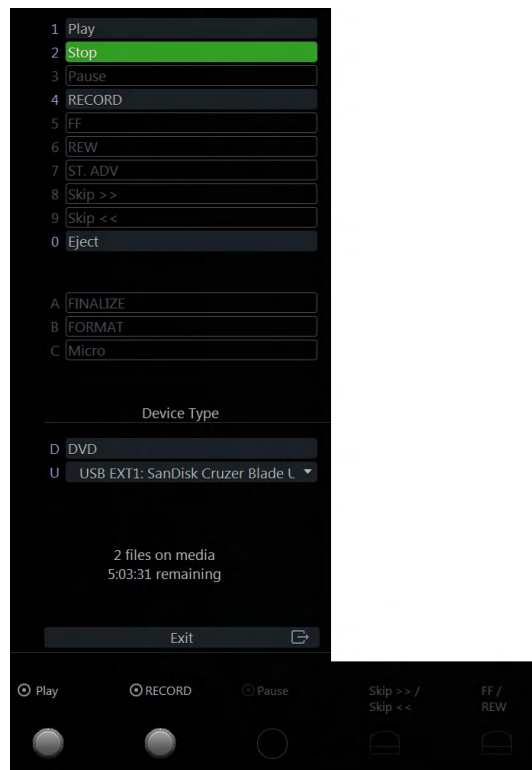 1 Play
2 Stop
3 Pause
4 RECORD
5 FF
6 REW
7 ST. ADV
8 Skip >>
9 Skip <<
0 Eject
A FINALIZE
B FORMAT
C Micro
Device Type
D DVD
U USB EXT1: SanDisk Cruzer Blade U
2 files on media
5:03:31 remaining
Exit
Play RECORD Pause Skip >> / FF /
Skip << REW